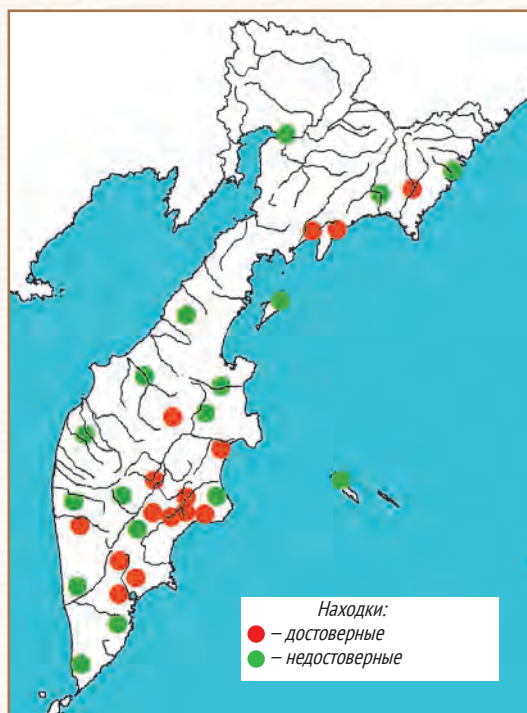 Находки:
– достоверные
– недостоверные